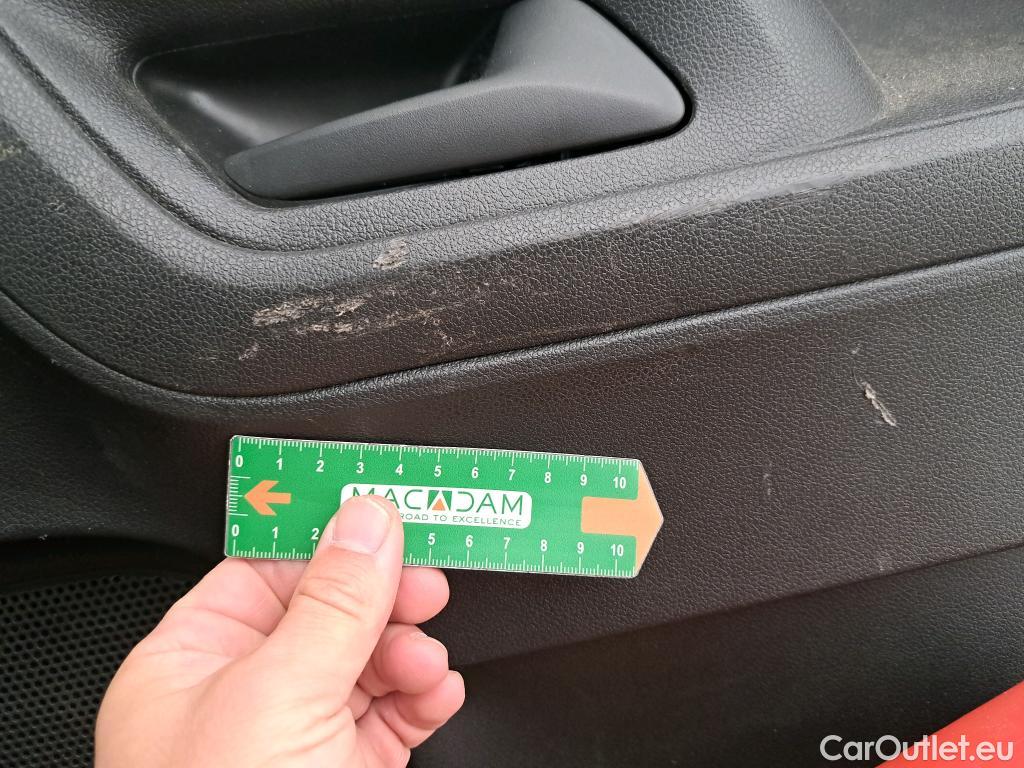 0 1 2 3 4 5 6 7 8 9 10
MACADAM
ROAD TO EXCELLENCE
0 1 2 5 6 7 8 9 10
CarOutlet.eu